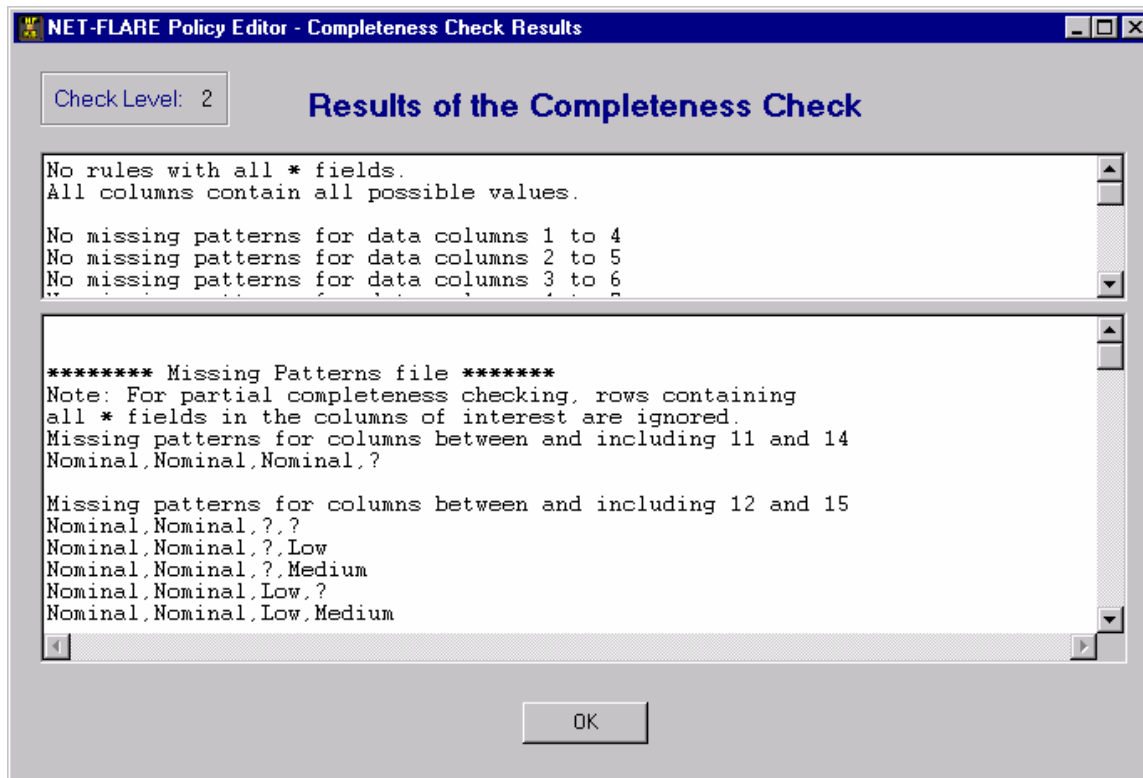 NET-FLARE Policy Editor - Completeness Check Results
Check Level: 2
Results of the Completeness Check
No rules with all * fields.
All columns contain all possible values.
No missing patterns for data columns 1 to 4
No missing patterns for data columns 2 to 5
No missing patterns for data columns 3 to 6
******** Missing Patterns file *******
Note: For partial completeness checking, rows containing
all * fields in the columns of interest are ignored.
Missing patterns for columns between and including 11 and 14
Nominal,Nominal,Nominal,?
Missing patterns for columns between and including 12 and 15
Nominal,Nominal,?,?
Nominal,Nominal,?,Low
Nominal,Nominal,?,Medium
Nominal,Nominal,Low,?
Nominal,Nominal,Low,Medium
OK